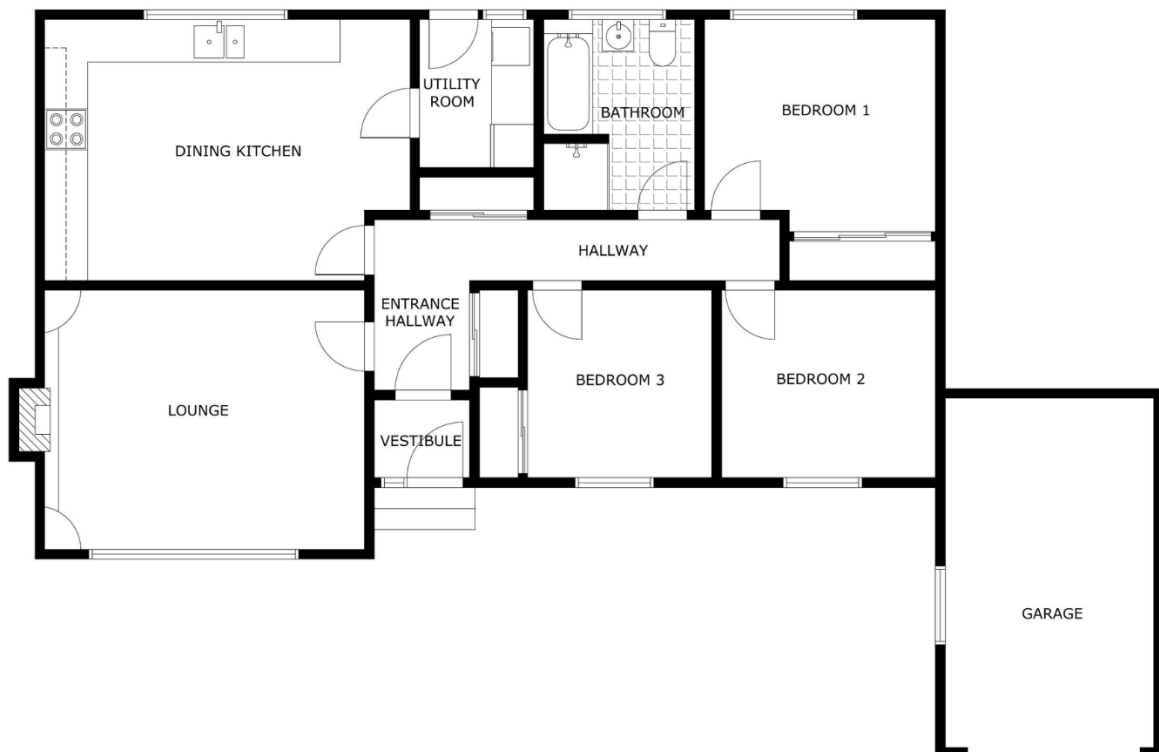 UTILITY
ROOM
BATHROOM
BEDROOM 1
DINING KITCHEN
HALLWAY
ENTRANCE
HALLWAY
BEDROOM 3
BEDROOM 2
LOUNGE
VESTIBULE
GARAGE